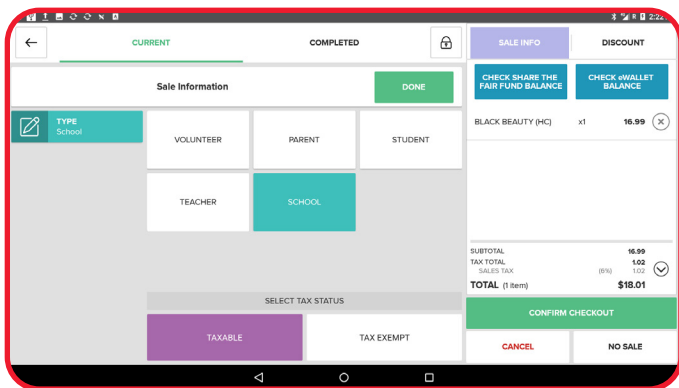 2:22
CURRENT
COMPLETED
SALE INFO
DISCOUNT
Sale Information
DONE
CHECK SHARE THE
FAIR FUND BALANCE
CHECK eWALLET
BALANCE
TYPE
School
VOLUNTEER
PARENT
STUDENT
BLACK BEAUTY (HC) x1 16.99
TEACHER
SCHOOL
SUBTOTAL 16.99
TAX TOTAL 1.02
SALES TAX (6%) 1.02
TOTAL (1 item) $18.01
SELECT TAX STATUS
TAXABLE
TAX EXEMPT
CONFIRM CHECKOUT
CANCEL
NO SALE